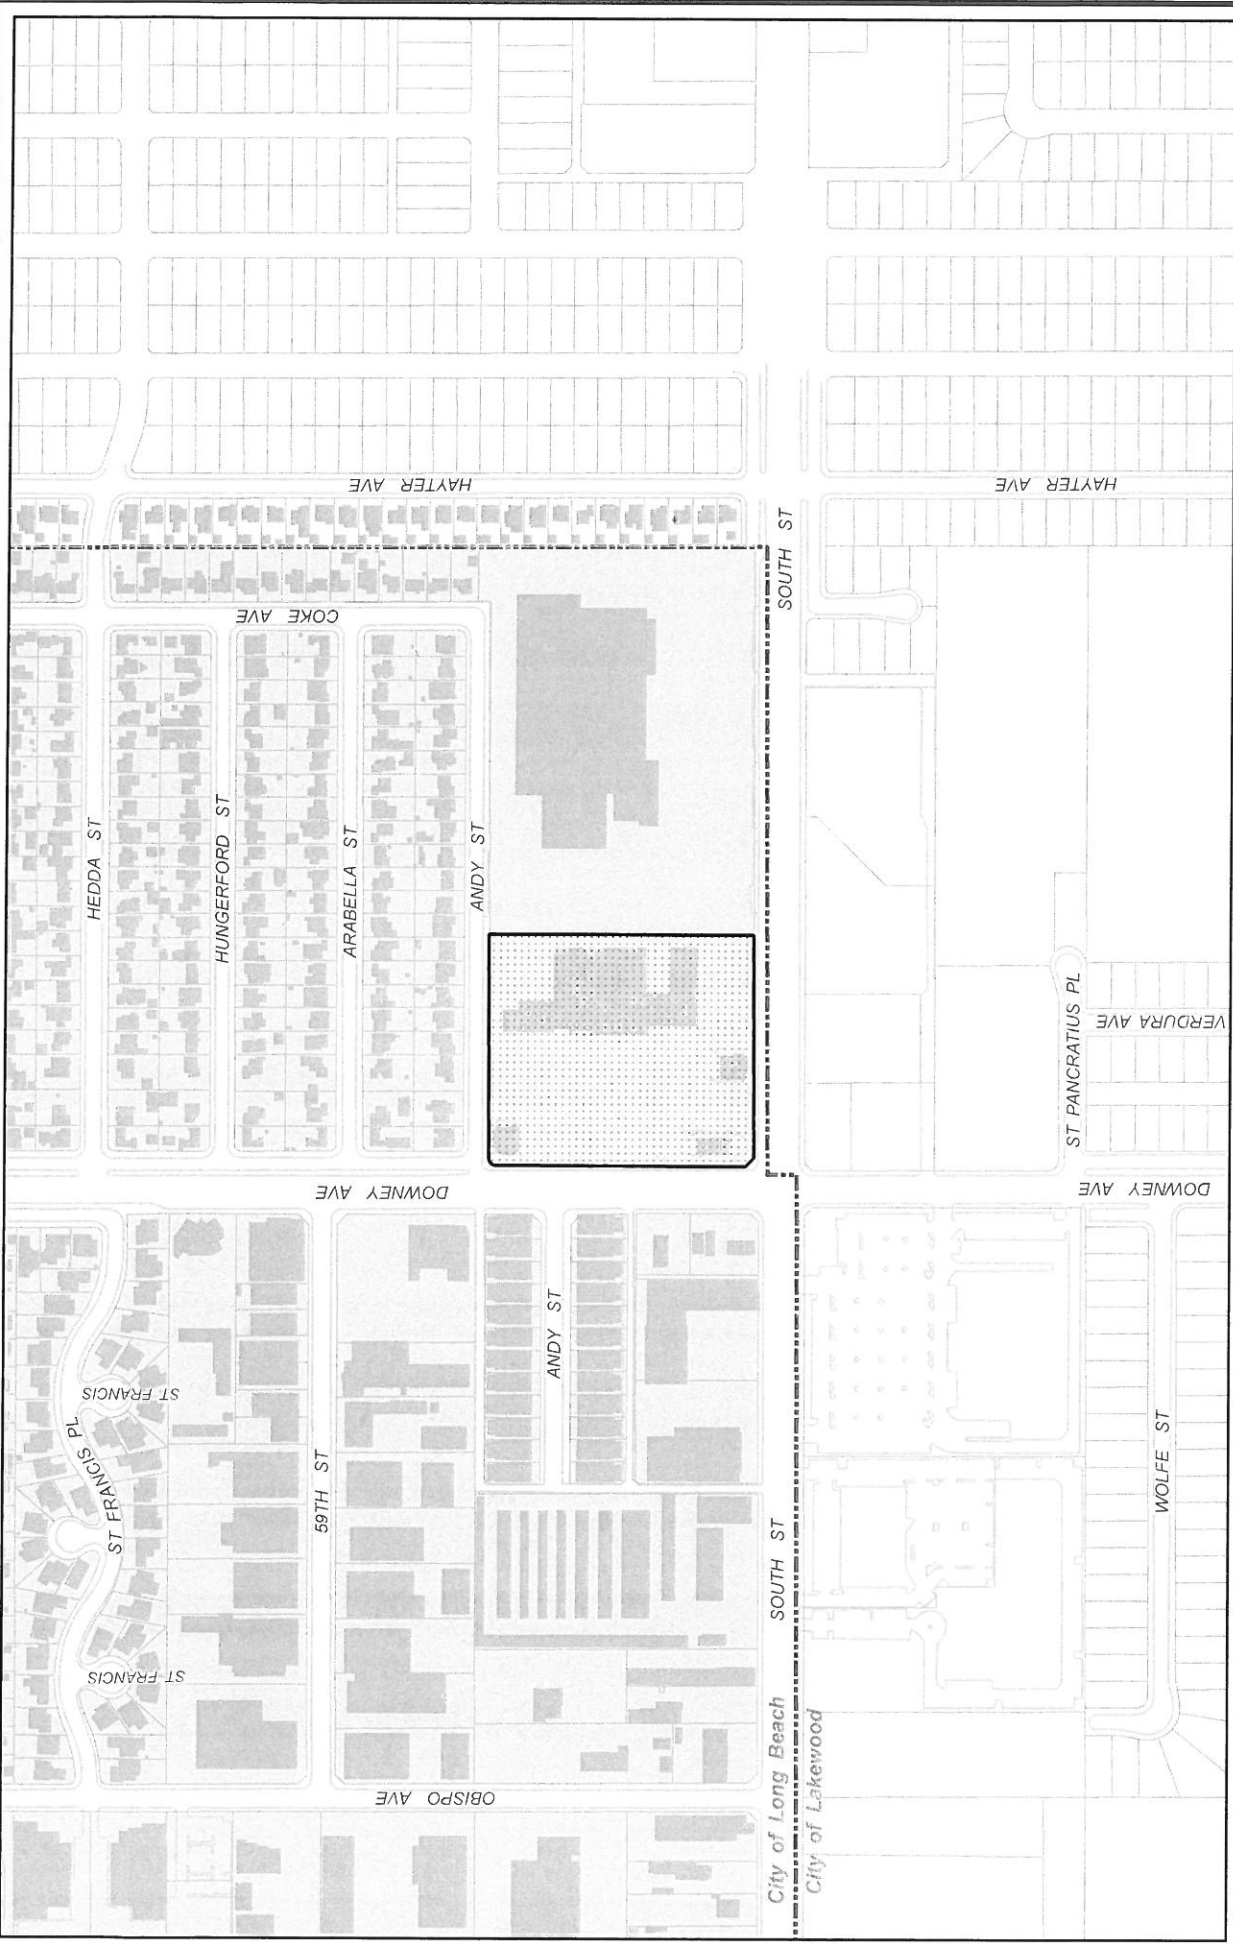 HAYTER AVE
HAYTER AVE
SOUTH ST
COKE AVE
HEDDA ST
HUNGERFORD ST
ARABELLA ST
ANDY ST
ST PANCRATIUS PL
VERDURA AVE
DOWNEY AVE
DOWNEY AVE
ANDY ST
ST FRANCIS
ST FRANCIS PL
59TH ST
WOLFE ST
SOUTH ST
ST FRANCIS
OBISPO AVE
City of Long Beach
City of Lakewood